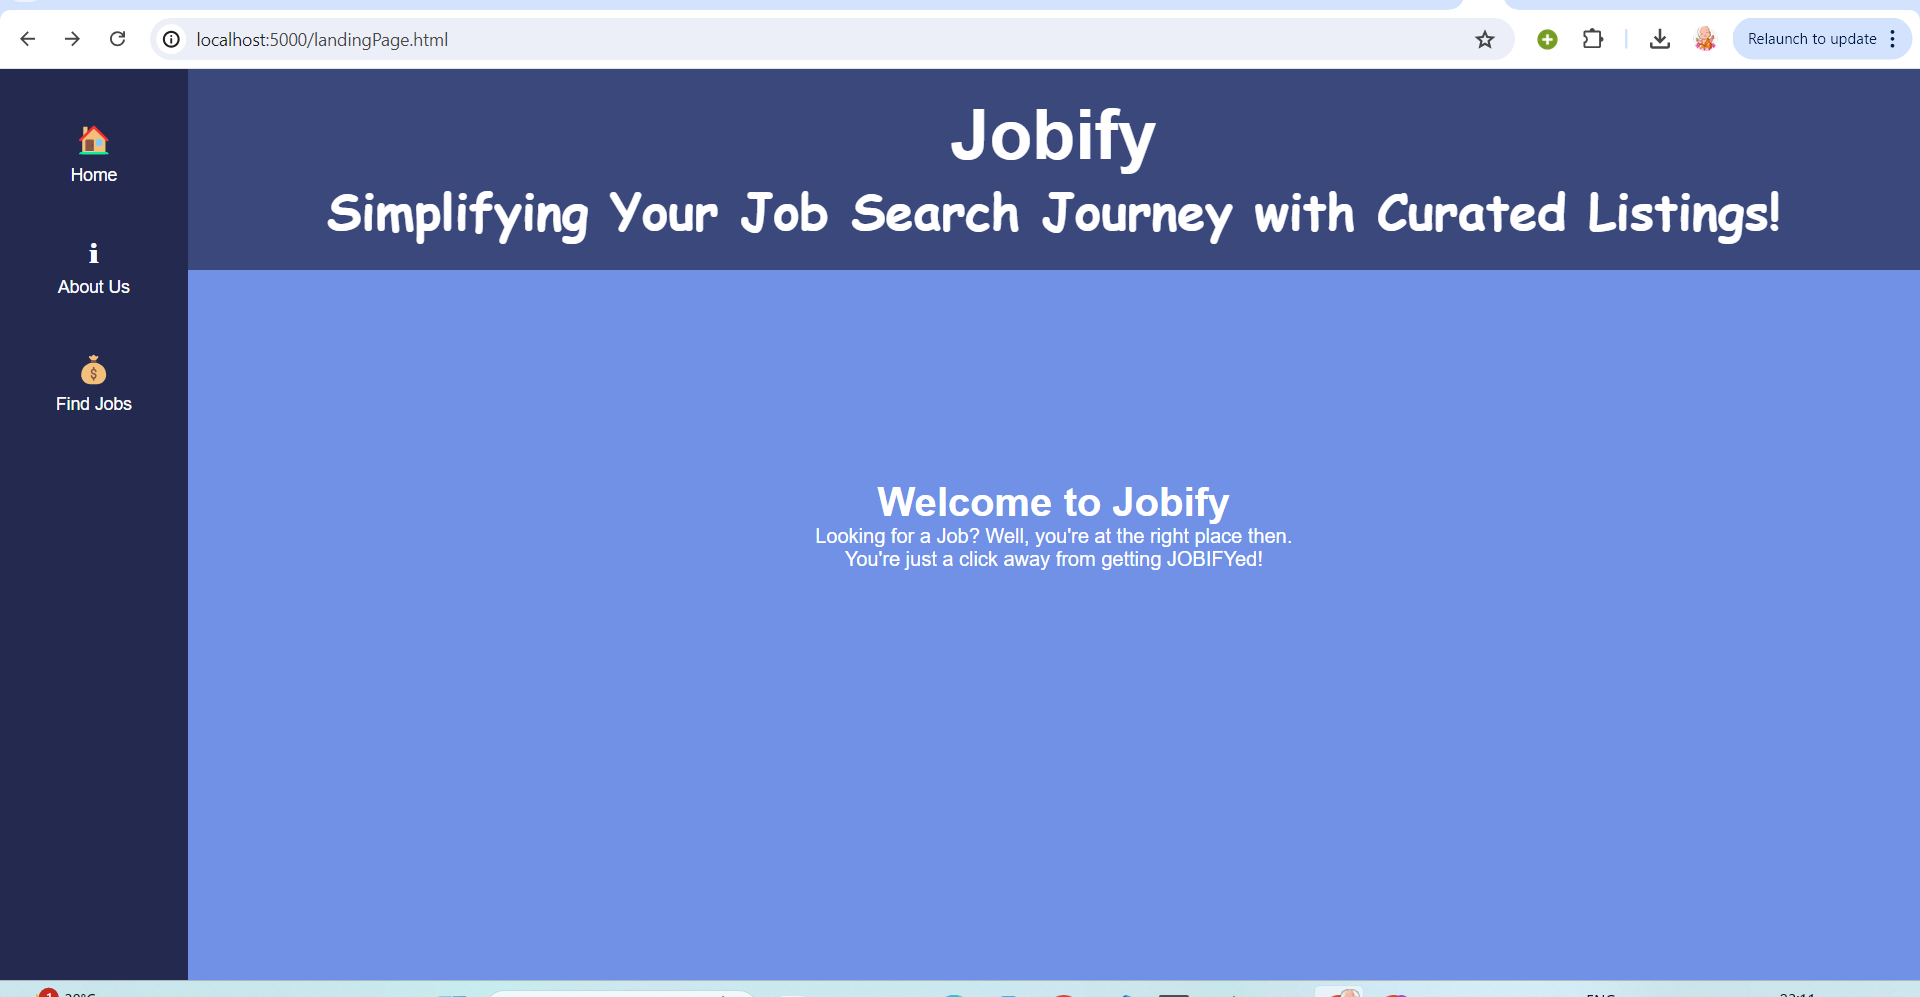 localhost:5000/landingPage.html
Relaunch to update
Jobify
Simplifying Your Job Search Journey with Curated Listings!
Home
i
About Us
$
Find Jobs
Welcome to Jobify
Looking for a Job? Well, you're at the right place then.
You're just a click away from getting JOBIFYed!